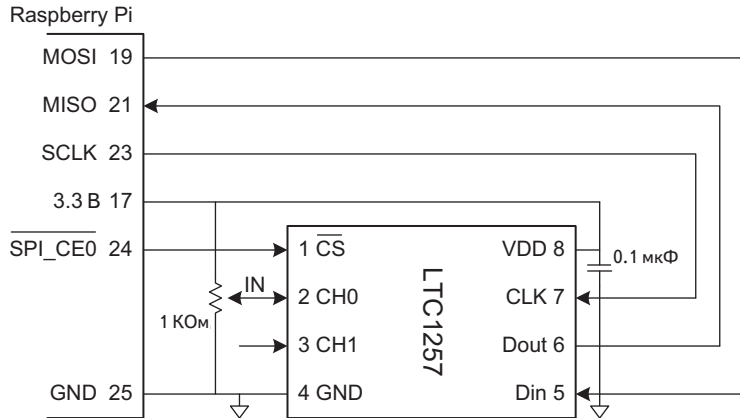 Raspberry Pi
MOSI 19
MISO 21
SCLK 23
3.3 В 17
SPI_CE0 24
GND 25
1 КОм
IN
1 CS
2 CH0
3 CH1
4 GND
LTC1257
VDD 8
CLK 7
Dout 6
Din 5
0.1 мкФ